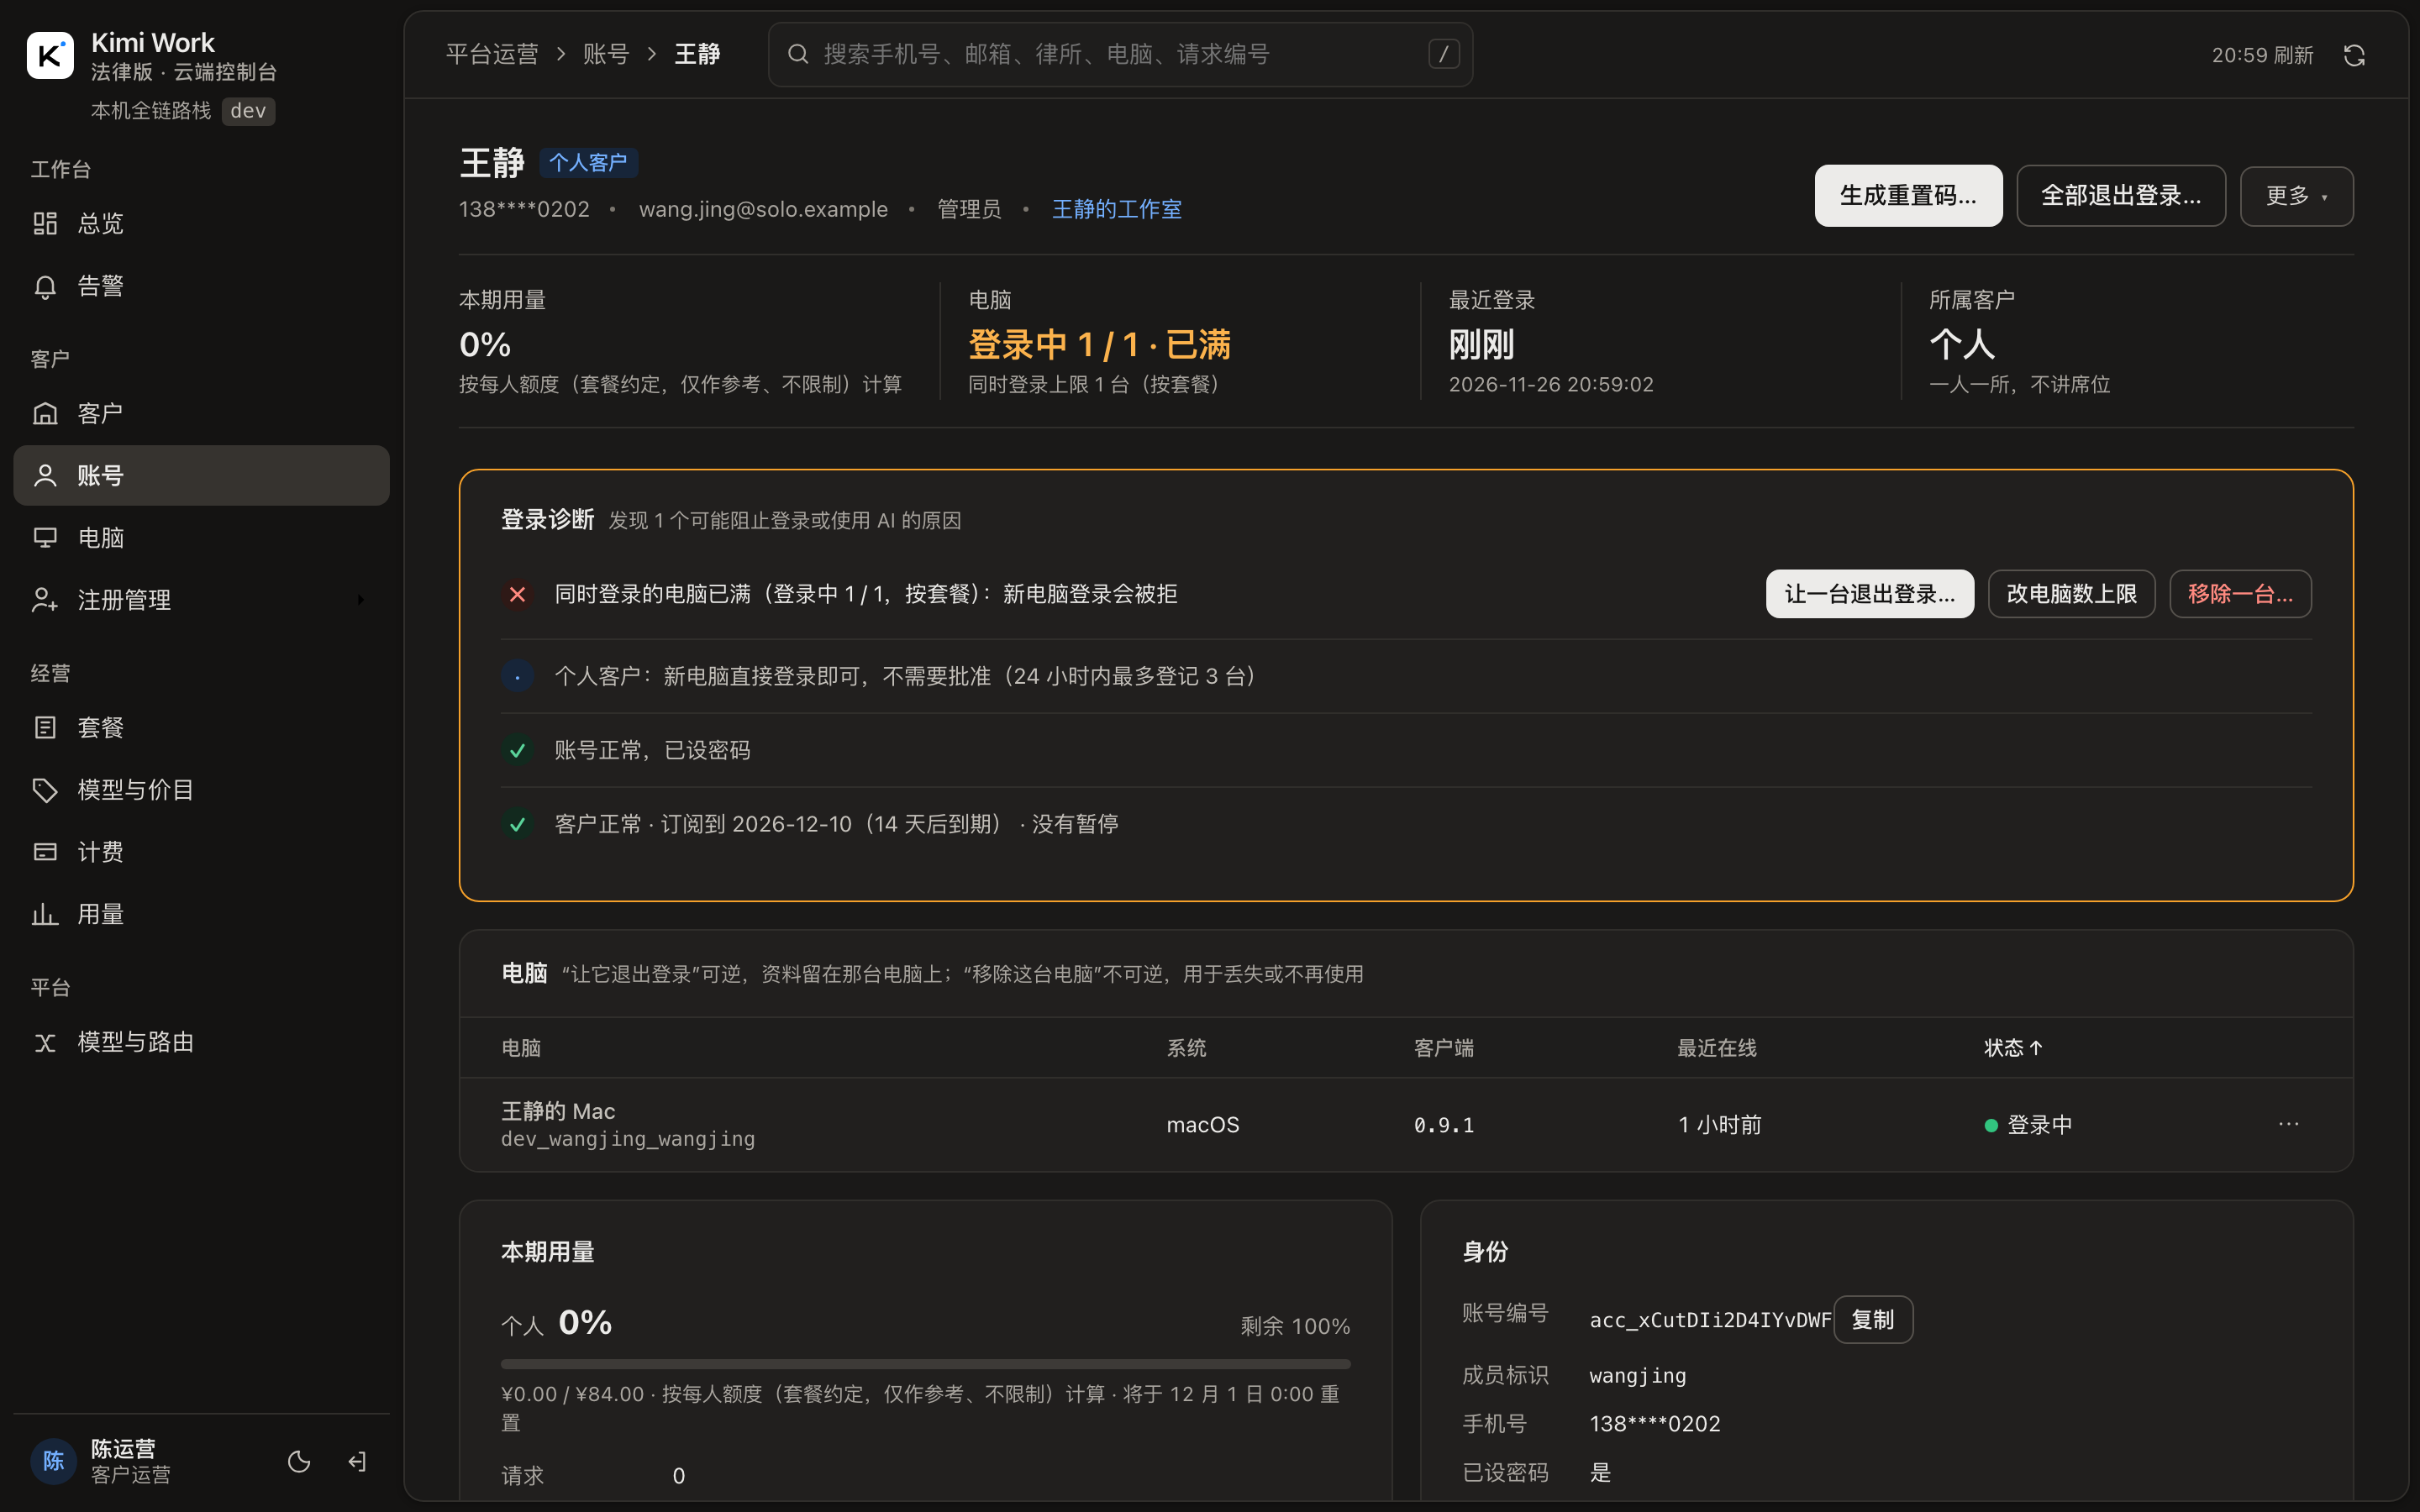 Kimi Work
法律版 · 云端控制台
本机全链路栈 dev
工作台
总览
告警
客户
客户
账号
电脑
注册管理
经营
套餐
模型与价目
计费
用量
平台
模型与路由
陈 陈运营
客户运营
平台运营 > 账号 > 王静
搜索手机号、邮箱、律所、电脑、请求编号 /
20:59 刷新
王静 个人客户
138****0202 • wang.jing@solo.example • 管理员 • 王静的工作室
生成重置码... 全部退出登录... 更多 ▾
本期用量
0%
按每人额度（套餐约定，仅作参考、不限制）计算
电脑
登录中 1 / 1 · 已满
同时登录上限 1 台（按套餐）
最近登录
刚刚
2026-11-26 20:59:02
所属客户
个人
一人一所，不讲席位
登录诊断 发现 1 个可能阻止登录或使用 AI 的原因
同时登录的电脑已满（登录中 1 / 1，按套餐）：新电脑登录会被拒
让一台退出登录... 改电脑数上限 移除一台...
个人客户：新电脑直接登录即可，不需要批准（24 小时内最多登记 3 台）
账号正常，已设密码
客户正常 · 订阅到 2026-12-10（14 天后到期） · 没有暂停
电脑 “让它退出登录”可逆，资料留在那台电脑上；“移除这台电脑”不可逆，用于丢失或不再使用
电脑 系统 客户端 最近在线 状态 ↑
王静的 Mac
dev_wangjing_wangjing
macOS 0.9.1 1 小时前 登录中 ···
本期用量
个人 0% 剩余 100%
¥0.00 / ¥84.00 · 按每人额度（套餐约定，仅作参考、不限制）计算 · 将于 12 月 1 日 0:00 重
置
请求 0
身份
账号编号 acc_xCutDIi2D4IYvDWF 复制
成员标识 wangjing
手机号 138****0202
已设密码 是